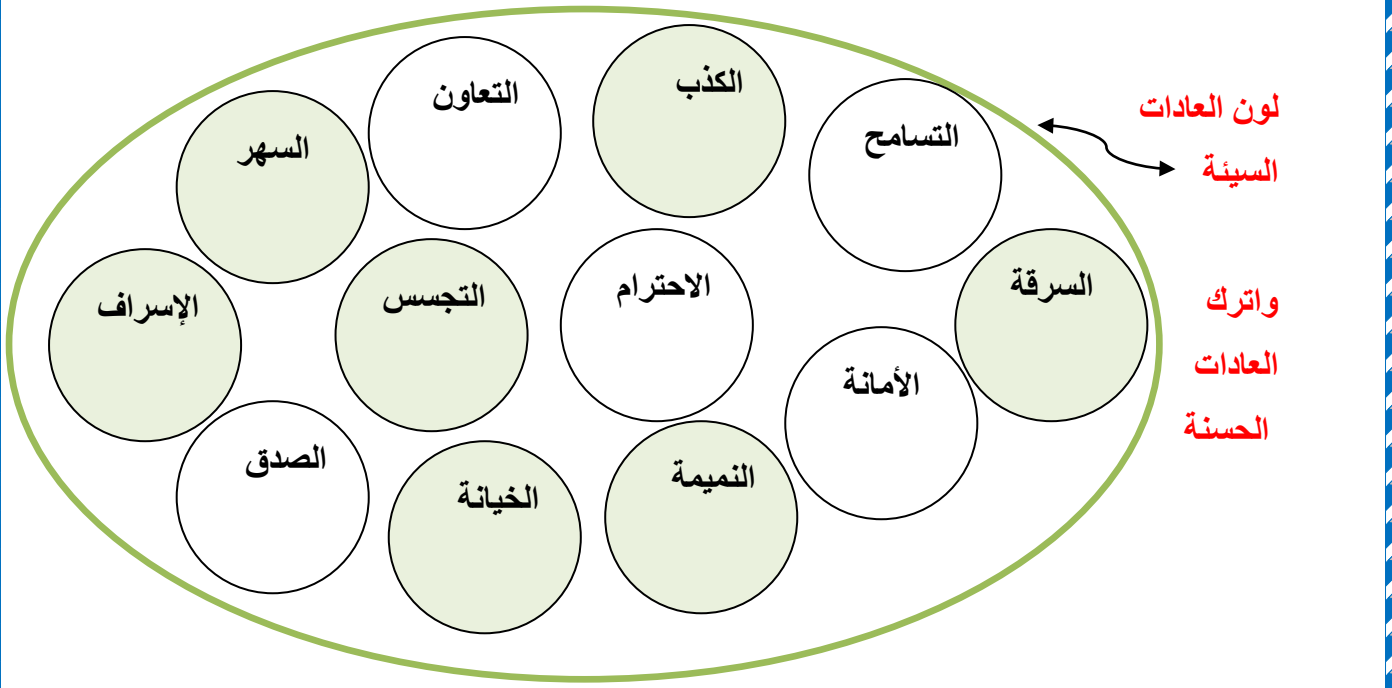 لون العادات
السيئة
واترك
العادات
الحسنة
الكذب
التعاون
التسامح
السهر
السرقة
الاحترام
التجسس
الإسراف
الأمانة
النميمة
الصدق
الخيانة